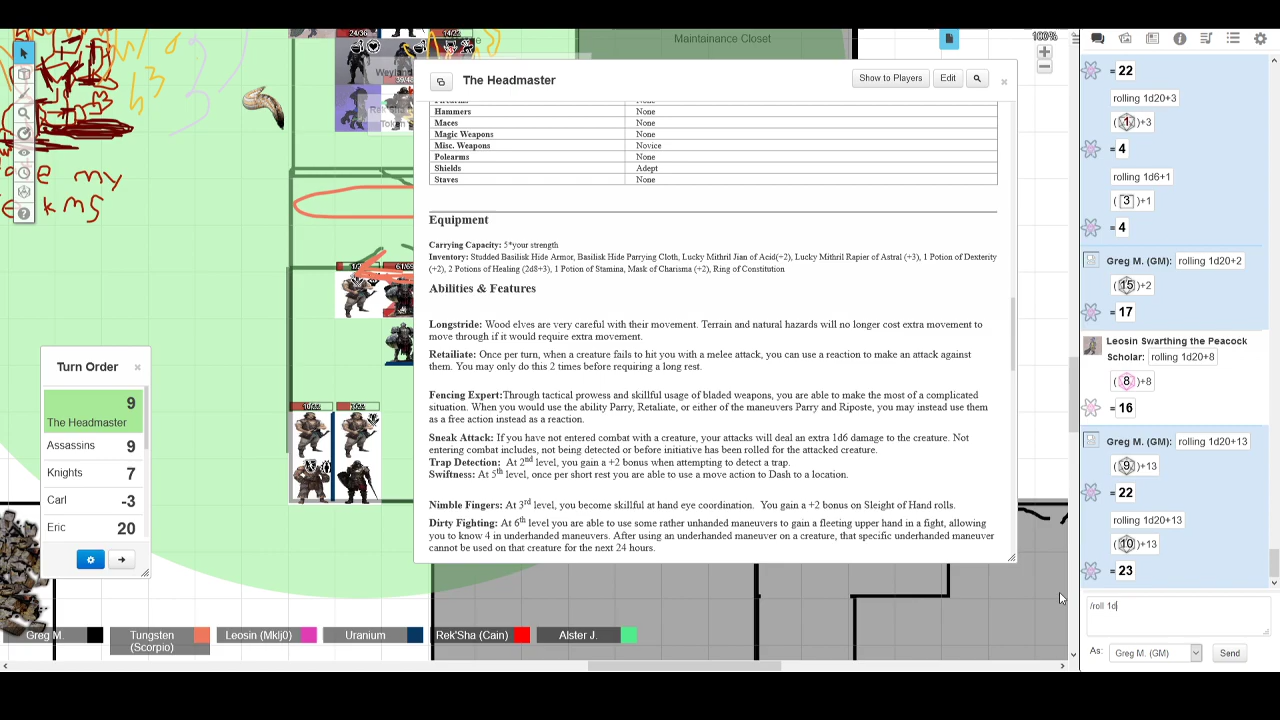 24/36
14/23
Maintainance Closet
100%
The Headmaster
Show to Players
Edit
39/42
Firearms None
Hammers None
Maces None
Magic Weapons None
Misc. Weapons Novice
Polearms None
Shields Adept
Staves None
Equipment
Carrying Capacity: 5*your strength
Inventory: Studded Basilisk Hide Armor, Basilisk Hide Parrying Cloth, Lucky Mithril Jian of Acid(+2), Lucky Mithril Rapier of Astral (+3), 1 Potion of Dexterity
(+2), 2 Potions of Healing (2d8+3), 1 Potion of Stamina, Mask of Charisma (+2), Ring of Constitution
Abilities & Features
Longstride: Wood elves are very careful with their movement. Terrain and natural hazards will no longer cost extra movement to
move through if it would require extra movement.
Retailiate: Once per turn, when a creature fails to hit you with a melee attack, you can use a reaction to make an attack against
them. You may only do this 2 times before requiring a long rest.
Fencing Expert:Through tactical prowess and skillful usage of bladed weapons, you are able to make the most of a complicated
situation. When you would use the ability Parry, Retaliate, or either of the maneuvers Parry and Riposte, you may instead use them
as a free action instead as a reaction.
Sneak Attack: If you have not entered combat with a creature, your attacks will deal an extra 1d6 damage to the creature. Not
entering combat includes, not being detected or before initiative has been rolled for the attacked creature.
Trap Detection: At 2nd level, you gain a +2 bonus when attempting to detect a trap.
Swiftness: At 5th level, once per short rest you are able to use a move action to Dash to a location.
Nimble Fingers: At 3rd level, you become skillful at hand eye coordination. You gain a +2 bonus on Sleight of Hand rolls.
Dirty Fighting: At 6th level you are able to use some rather unhanded maneuvers to gain a fleeting upper hand in a fight, allowing
you to know 4 in underhanded maneuvers. After using an underhanded maneuver on a creature, that specific underhanded maneuver
cannot be used on that creature for the next 24 hours.
my
Turn Order
9
The Headmaster
Assassins 9
Knights 7
Carl -3
Eric 20
61/69
Greg M.
Tungsten
(Scorpio)
Leosin (Mklj0)
Uranium
Rek'Sha (Cain)
Alster J.
= 22
rolling 1d20+3
(1)+3
= 4
rolling 1d6+1
(3)+1
= 4
Greg M. (GM): rolling 1d20+2
(15)+2
= 17
Leosin Swarthing the Peacock
Scholar: rolling 1d20+8
(8)+8
= 16
Greg M. (GM): rolling 1d20+13
(9)+13
= 22
rolling 1d20+13
(10)+13
= 23
/roll 1d
As: Greg M. (GM) Send